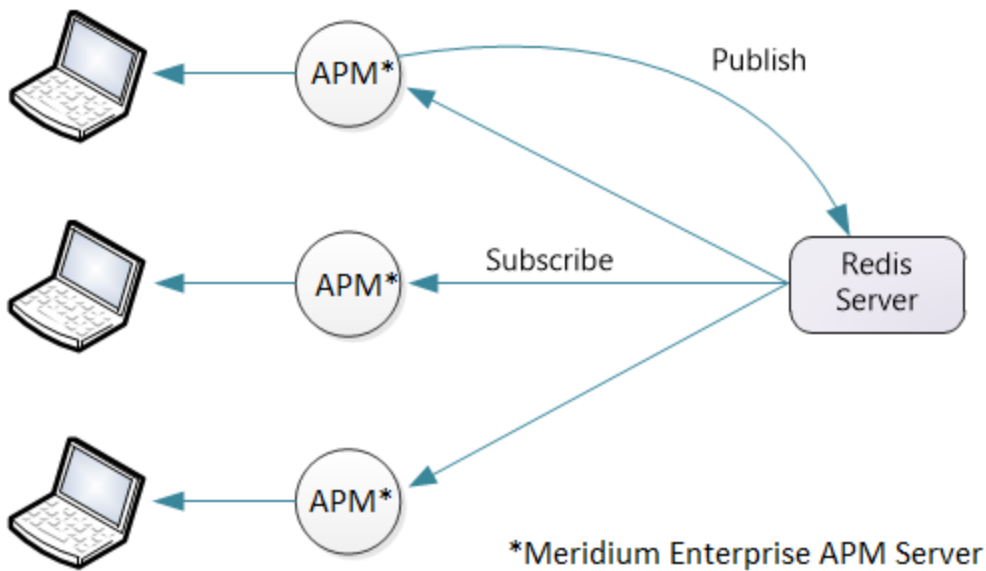 APM*
Publish
Subscribe
APM*
Redis
Server
APM*
*Meridium Enterprise APM Server